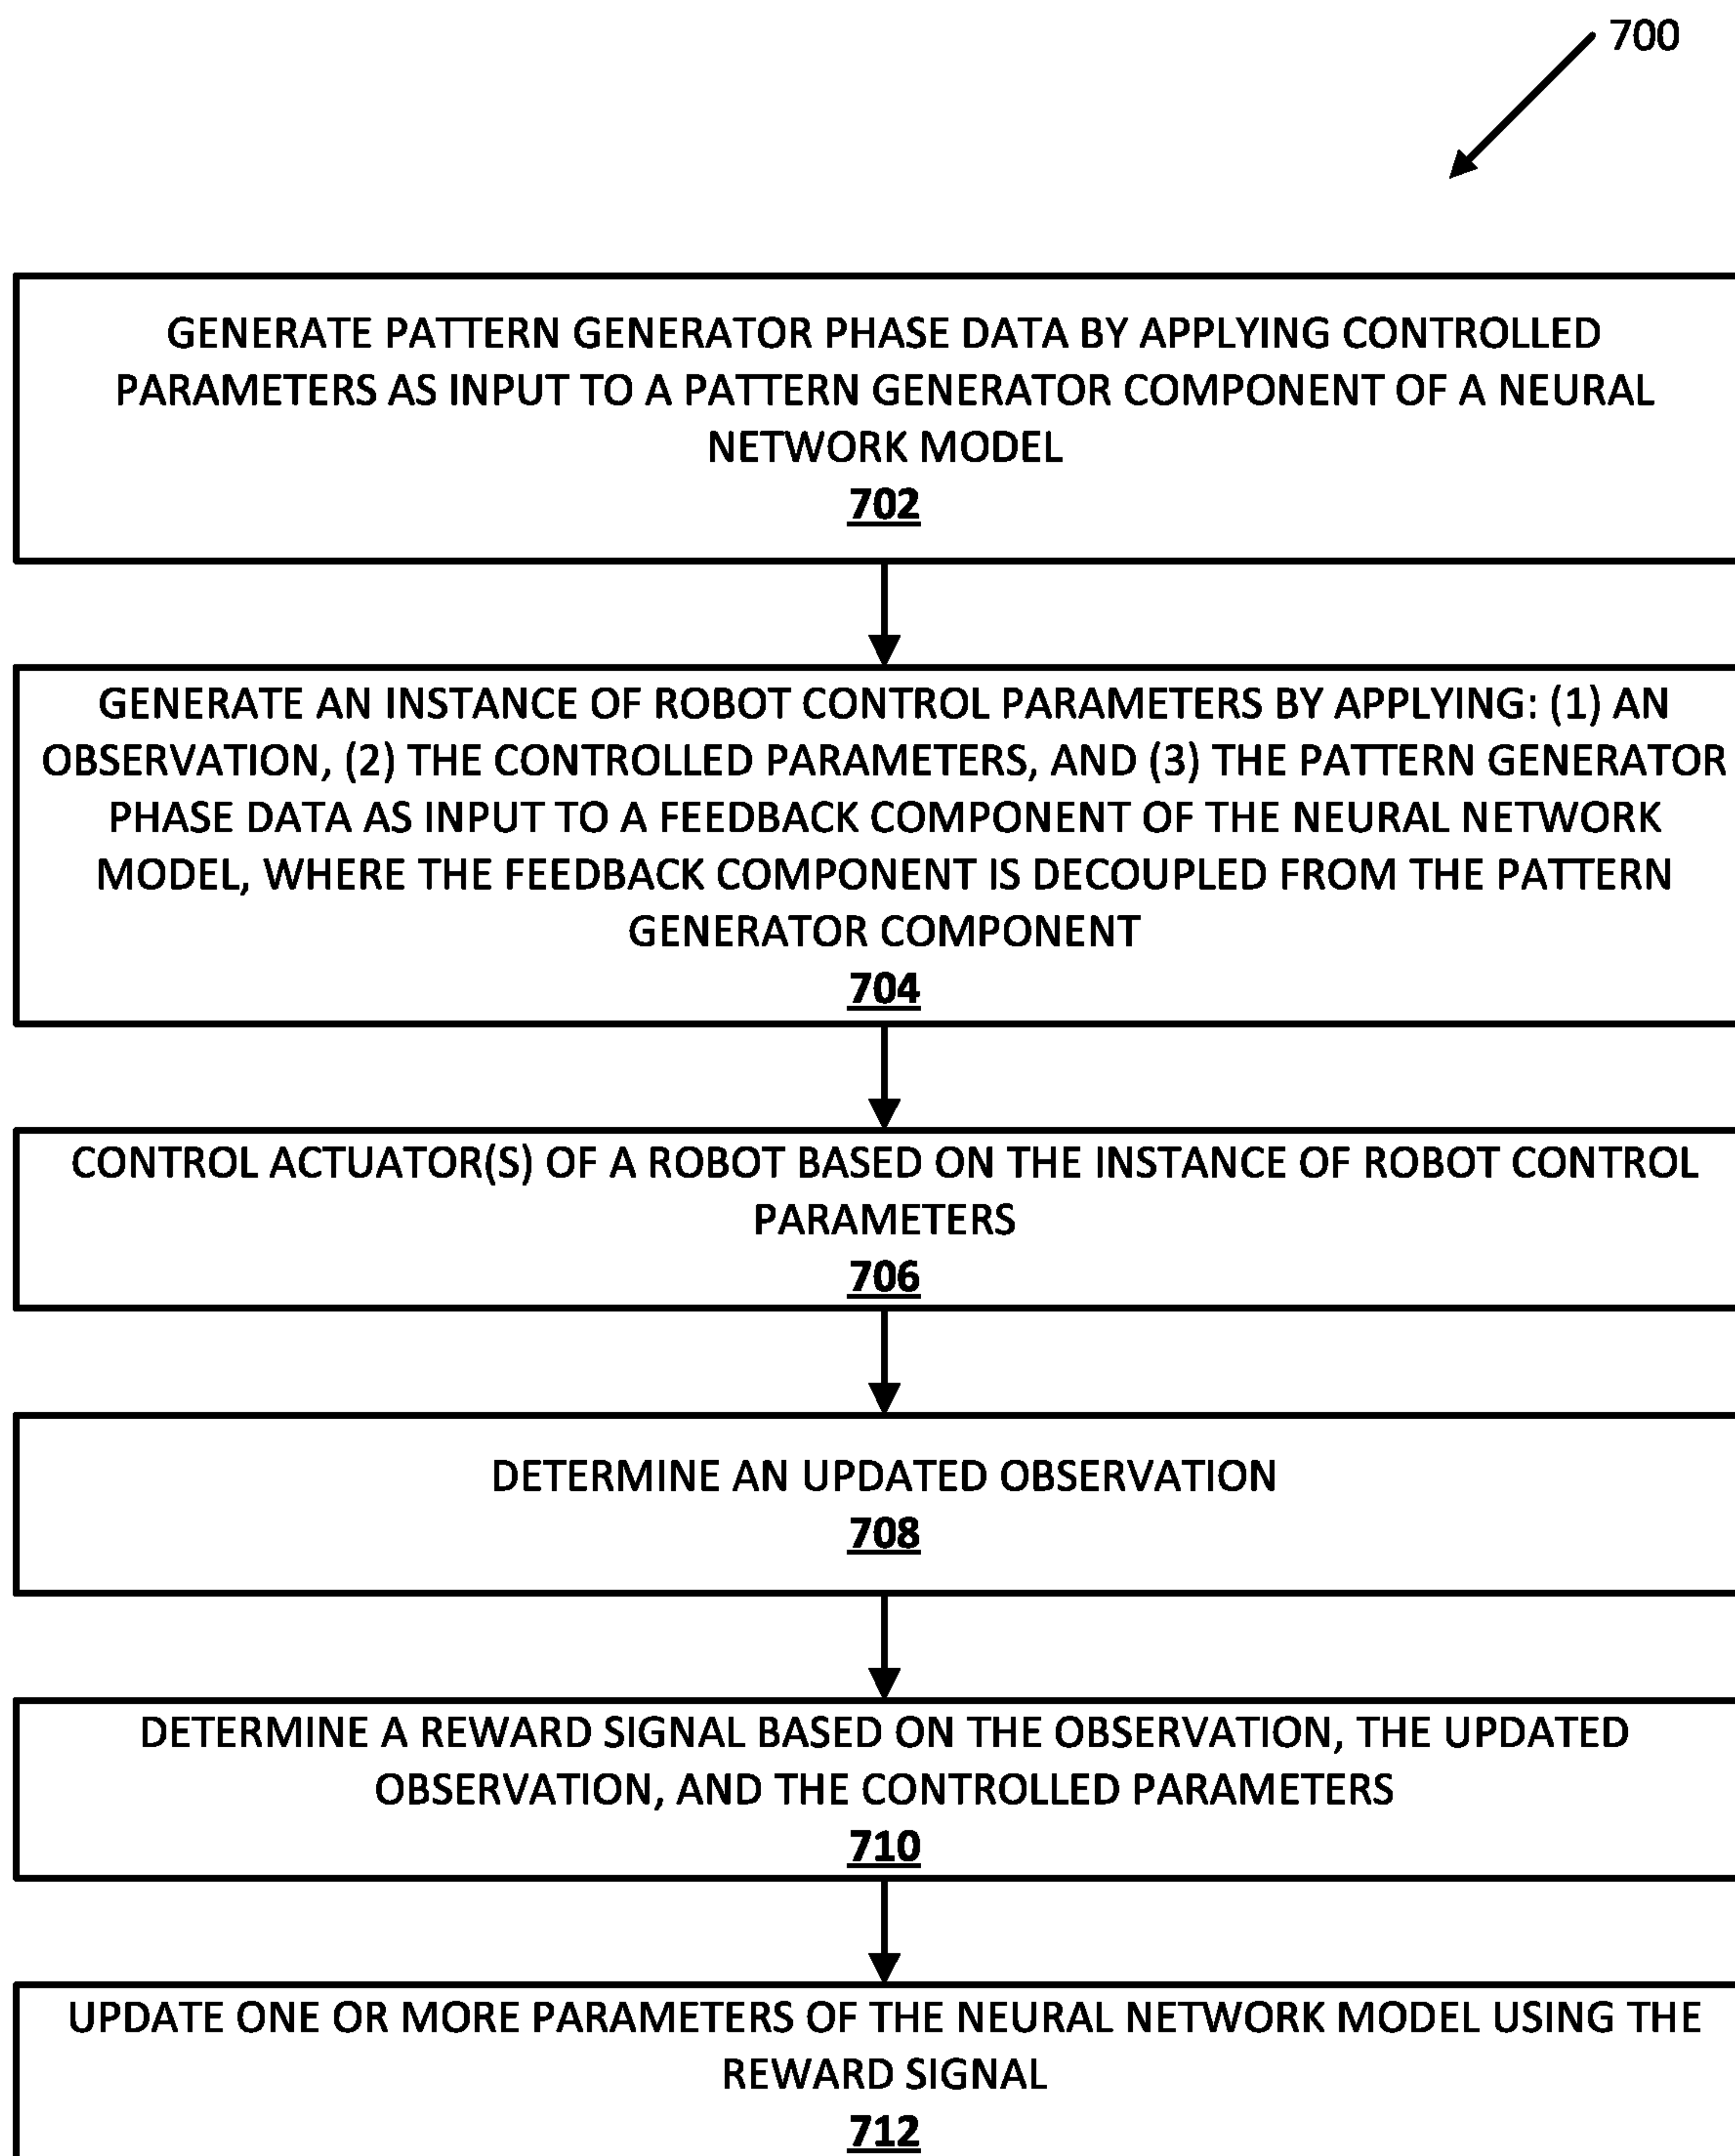 700
GENERATE PATTERN GENERATOR PHASE DATA BY APPLYING CONTROLLED
PARAMETERS AS INPUT TO A PATTERN GENERATOR COMPONENT OF A NEURAL
NETWORK MODEL
702
GENERATE AN INSTANCE OF ROBOT CONTROL PARAMETERS BY APPLYING: (1) AN
OBSERVATION, (2) THE CONTROLLED PARAMETERS, AND (3) THE PATTERN GENERATOR
PHASE DATA AS INPUT TO A FEEDBACK COMPONENT OF THE NEURAL NETWORK
MODEL, WHERE THE FEEDBACK COMPONENT IS DECOUPLED FROM THE PATTERN
GENERATOR COMPONENT
704
CONTROL ACTUATOR(S) OF A ROBOT BASED ON THE INSTANCE OF ROBOT CONTROL
PARAMETERS
706
DETERMINE AN UPDATED OBSERVATION
708
DETERMINE A REWARD SIGNAL BASED ON THE OBSERVATION, THE UPDATED
OBSERVATION, AND THE CONTROLLED PARAMETERS
710
UPDATE ONE OR MORE PARAMETERS OF THE NEURAL NETWORK MODEL USING THE
REWARD SIGNAL
712